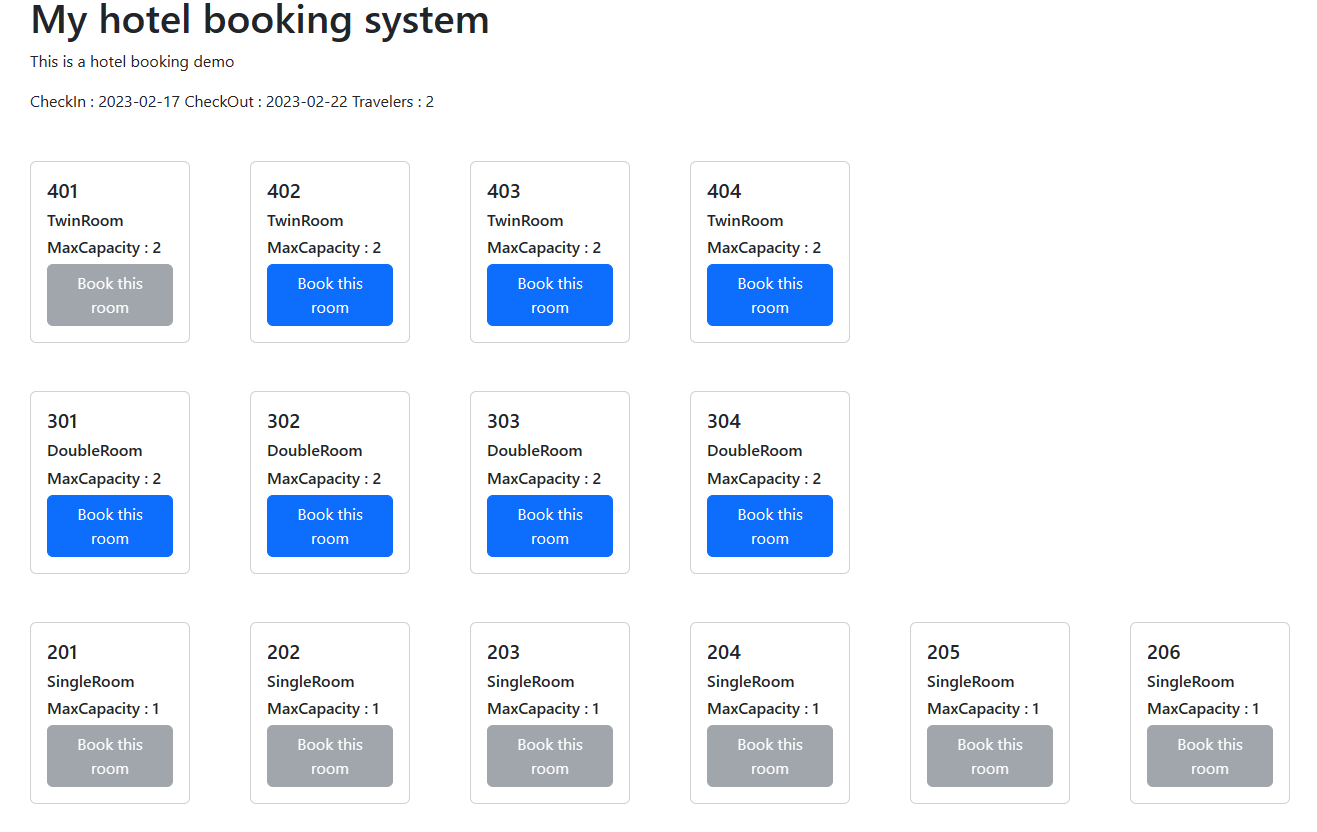 My hotel booking system
This is a hotel booking demo
CheckIn : 2023-02-17 CheckOut : 2023-02-22 Travelers : 2
401
TwinRoom
MaxCapacity : 2
Book this
room
402
TwinRoom
MaxCapacity : 2
Book this
room
403
TwinRoom
MaxCapacity : 2
Book this
room
404
TwinRoom
MaxCapacity : 2
Book this
room
301
DoubleRoom
MaxCapacity : 2
Book this
room
302
DoubleRoom
MaxCapacity : 2
Book this
room
303
DoubleRoom
MaxCapacity : 2
Book this
room
304
DoubleRoom
MaxCapacity : 2
Book this
room
201
SingleRoom
MaxCapacity : 1
Book this
room
202
SingleRoom
MaxCapacity : 1
Book this
room
203
SingleRoom
MaxCapacity : 1
Book this
room
204
SingleRoom
MaxCapacity : 1
Book this
room
205
SingleRoom
MaxCapacity : 1
Book this
room
206
SingleRoom
MaxCapacity : 1
Book this
room